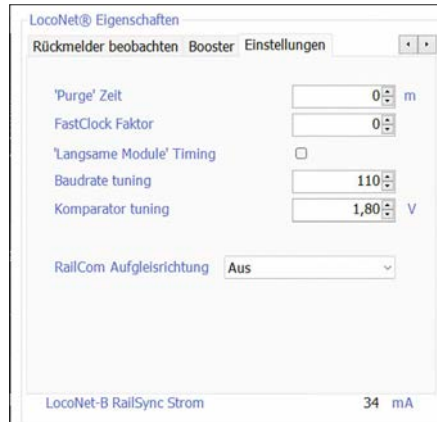 LocoNet® Eigenschaften
Rückmelder beobachten Booster Einstellungen
'Purge' Zeit 0 m
FastClock Faktor 0
'Langsame Module' Timing
Baudrate tuning 110
Komparator tuning 1,80 V
RailCom Aufgleisrichtung Aus
LocoNet-B RailSync Strom 34 mA